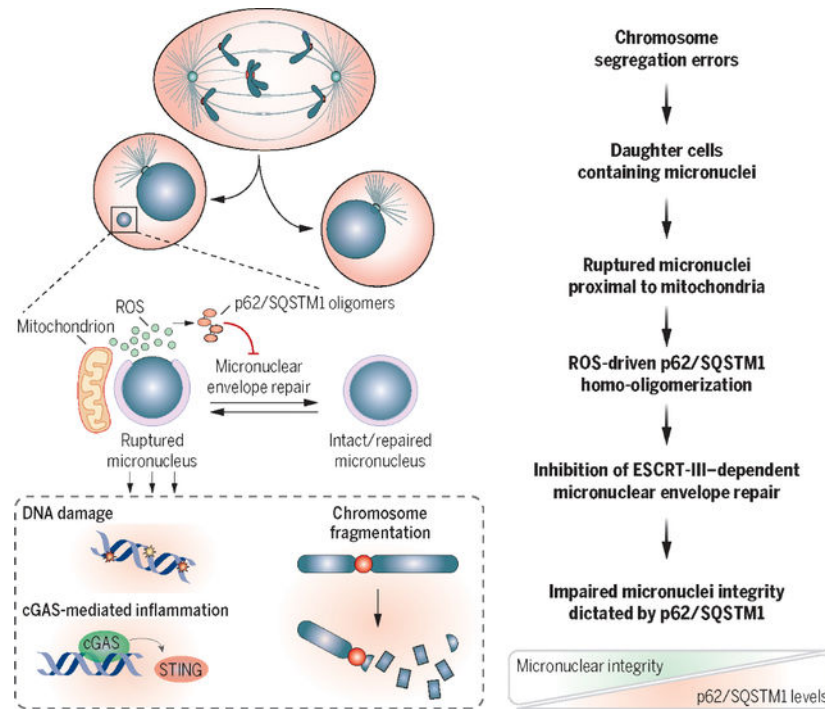 Chromosome
segregation errors
Daughter cells
containing micronuclei
Ruptured micronuclei
proximal to mitochondria
ROS-driven p62/SQSTM1
homo-oligomerization
Inhibition of ESCRT-III–dependent
micronuclear envelope repair
Impaired micronuclei integrity
dictated by p62/SQSTM1
Micronuclear integrity
p62/SQSTM1 levels
ROS
p62/SQSTM1 oligomers
Mitochondrion
Micronuclear
envelope repair
Ruptured
micronucleus
Intact/repaired
micronucleus
DNA damage
Chromosome
fragmentation
cGAS-mediated inflammation
cGAS
STING